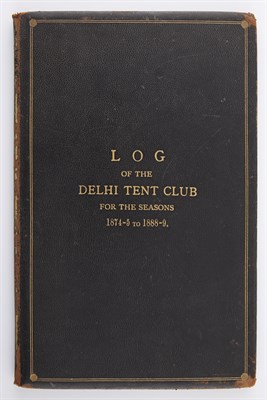 LOG
OF THE
DELHI TENT CLUB
FOR THE SEASONS
1874-5 TO 1888-9.